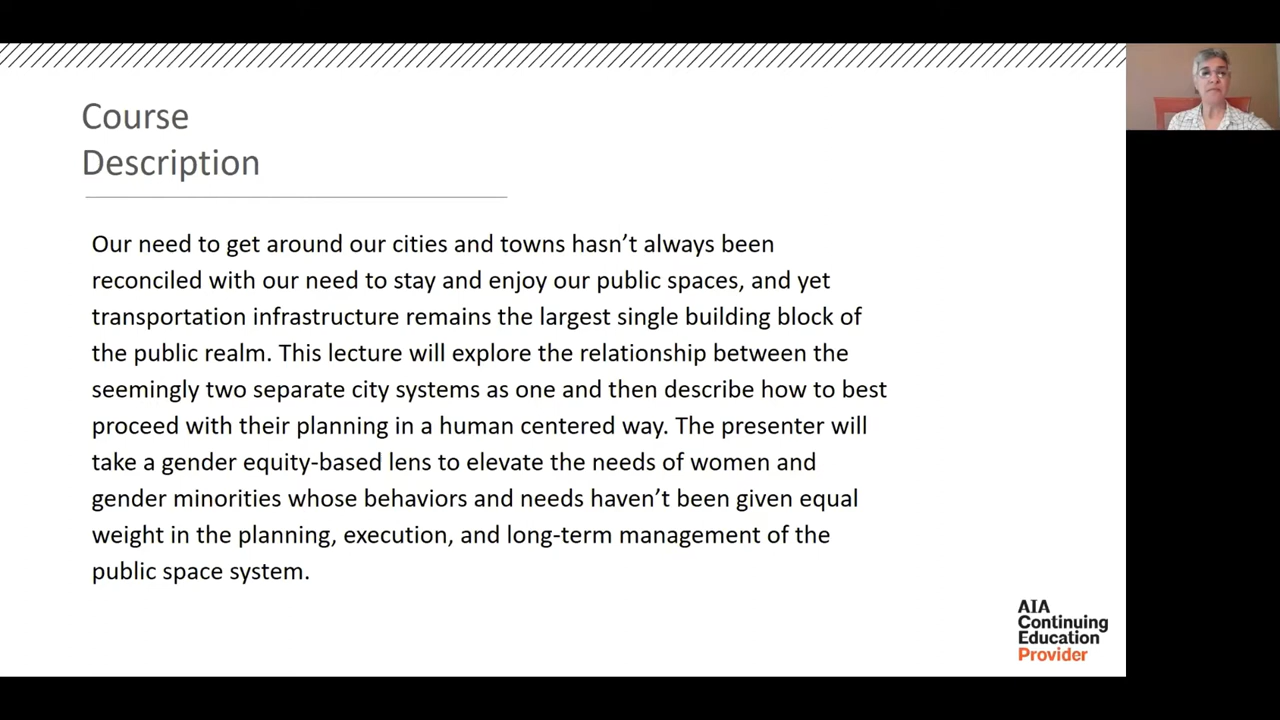 Course
Description
Our need to get around our cities and towns hasn’t always been
reconciled with our need to stay and enjoy our public spaces, and yet
transportation infrastructure remains the largest single building block of
the public realm. This lecture will explore the relationship between the
seemingly two separate city systems as one and then describe how to best
proceed with their planning in a human centered way. The presenter will
take a gender equity-based lens to elevate the needs of women and
gender minorities whose behaviors and needs haven’t been given equal
weight in the planning, execution, and long-term management of the
public space system.
AIA
Continuing
Education
Provider